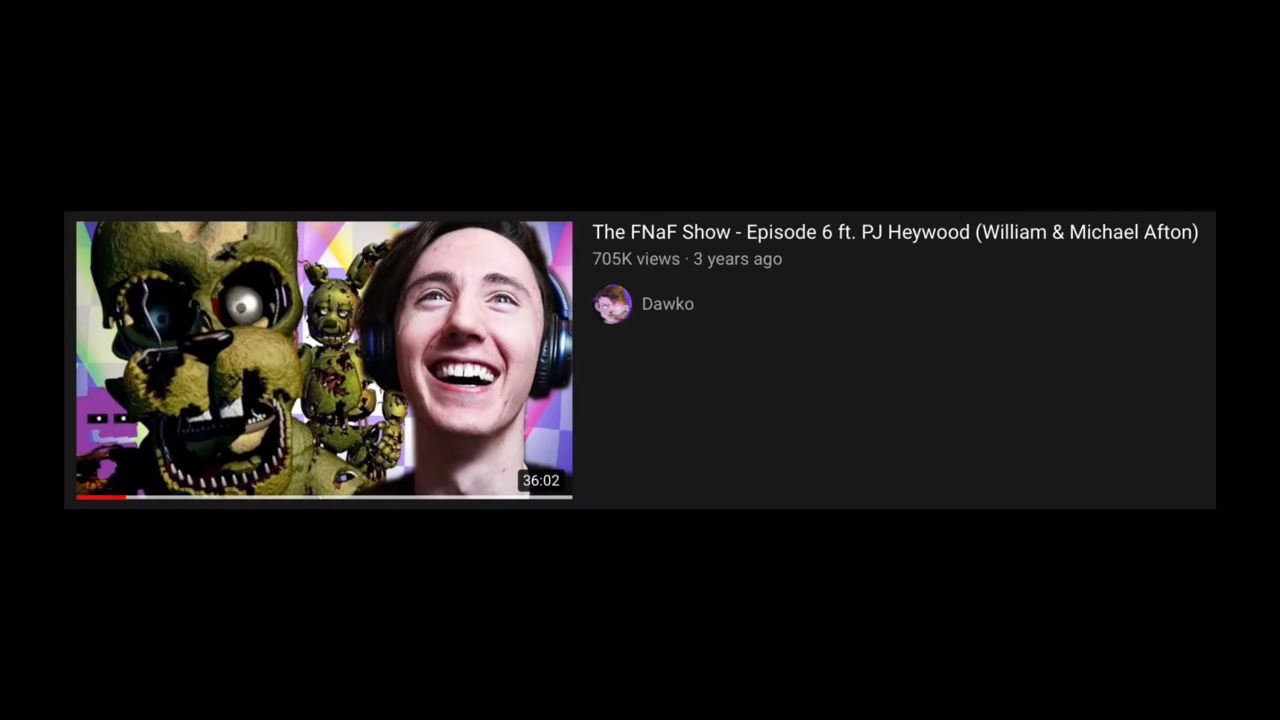 The FNaF Show - Episode 6 ft. PJ Heywood (William & Michael Afton)
705K views · 3 years ago
Dawko
36:02